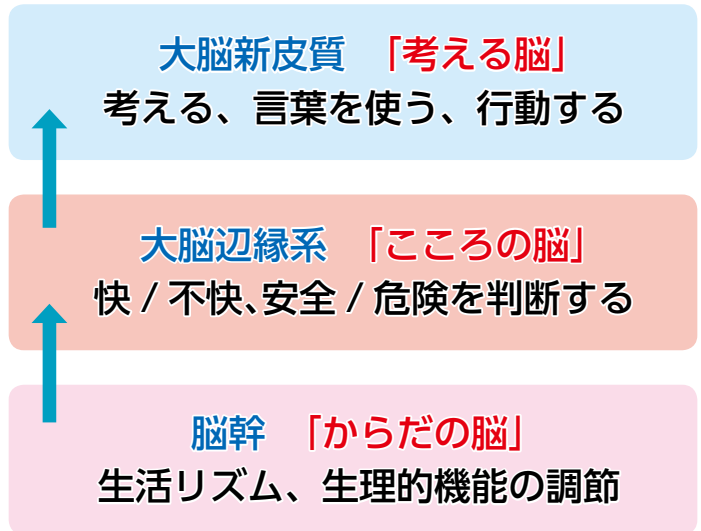 大脳新皮質 「考える脳」
考える、言葉を使う、行動する
大脳辺縁系 「こころの脳」
快 / 不快、安全 / 危険を判断する
脳幹 「からだの脳」
生活リズム、生理的機能の調節